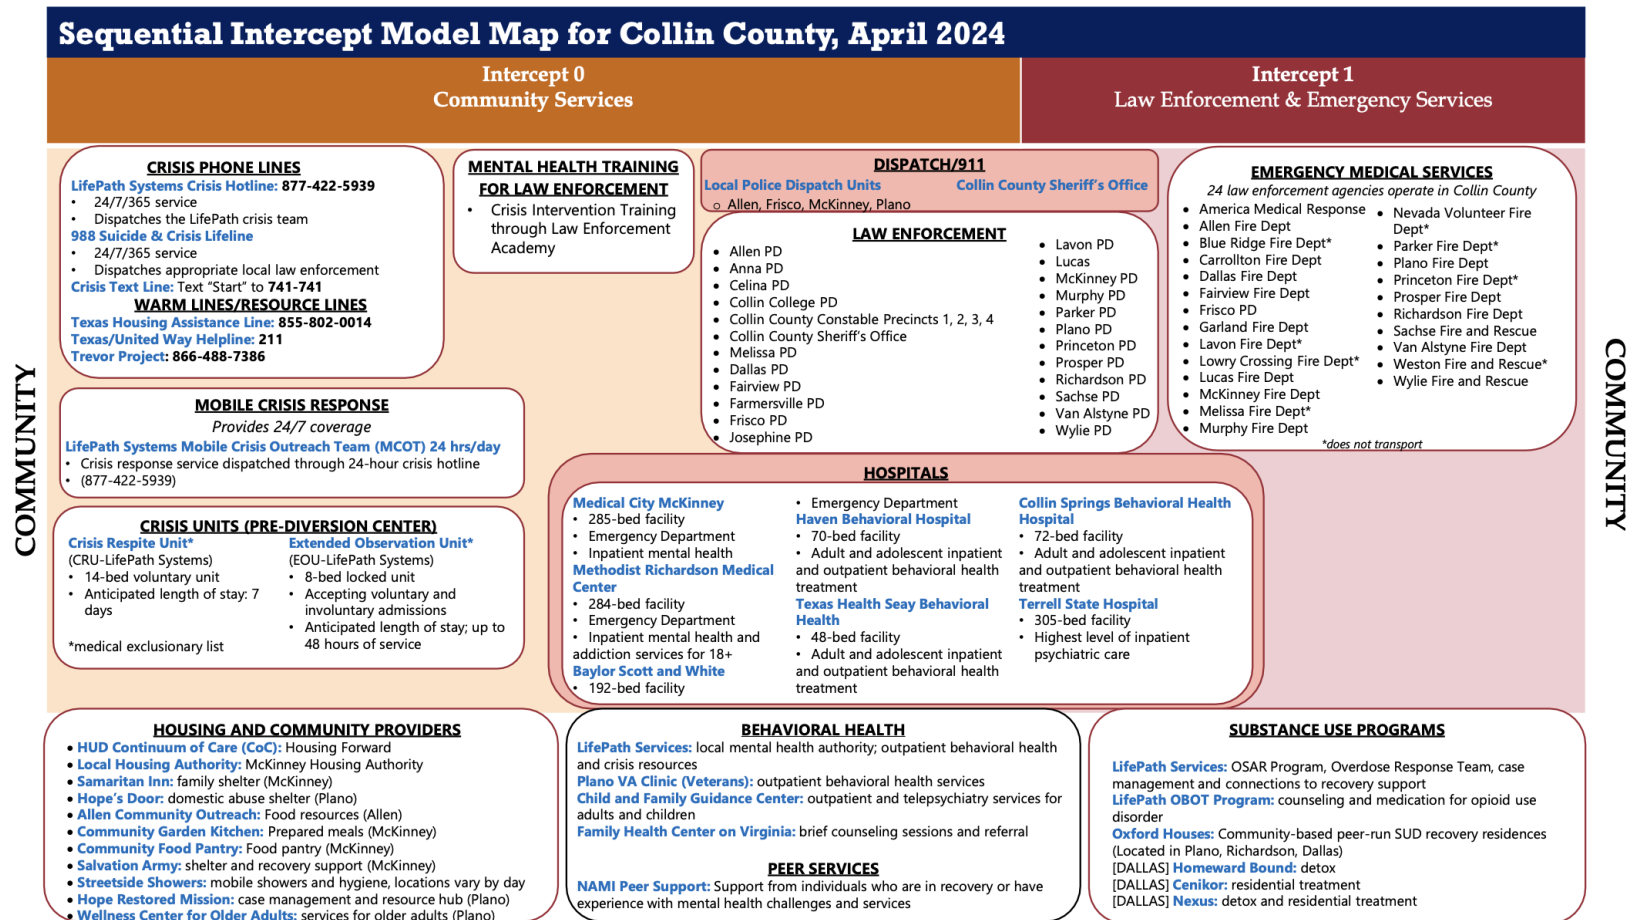 Sequential Intercept Model Map for Collin County, April 2024
Intercept 0
Community Services
Intercept 1
Law Enforcement & Emergency Services
COMMUNITY
CRISIS PHONE LINES
LifePath Systems Crisis Hotline: 877-422-5939
• 24/7/365 service
• Dispatches the LifePath crisis team
988 Suicide & Crisis Lifeline
• 24/7/365 service
• Dispatches appropriate local law enforcement
Crisis Text Line: Text “Start” to 741-741
WARM LINES/RESOURCE LINES
Texas Housing Assistance Line: 855-802-0014
Texas/United Way Helpline: 211
Trevor Project: 866-488-7386
MENTAL HEALTH TRAINING
FOR LAW ENFORCEMENT
• Crisis Intervention Training
through Law Enforcement
Academy
DISPATCH/911
Local Police Dispatch Units
Collin County Sheriff’s Office
o Allen, Frisco, McKinney, Plano
LAW ENFORCEMENT
• Allen PD
• Anna PD
• Celina PD
• Collin College PD
• Collin County Constable Precincts 1, 2, 3, 4
• Collin County Sheriff’s Office
• Melissa PD
• Dallas PD
• Fairview PD
• Farmersville PD
• Frisco PD
• Josephine PD
• Lavon PD
• Lucas
• McKinney PD
• Murphy PD
• Parker PD
• Plano PD
• Princeton PD
• Prosper PD
• Richardson PD
• Sachse PD
• Van Alstyne PD
• Wylie PD
EMERGENCY MEDICAL SERVICES
24 law enforcement agencies operate in Collin County
• America Medical Response
• Allen Fire Dept
• Blue Ridge Fire Dept*
• Carrollton Fire Dept
• Dallas Fire Dept
• Fairview Fire Dept
• Frisco PD
• Garland Fire Dept
• Lavon Fire Dept*
• Lowry Crossing Fire Dept*
• Lucas Fire Dept
• McKinney Fire Dept
• Melissa Fire Dept*
• Murphy Fire Dept
• Nevada Volunteer Fire
Dept*
• Parker Fire Dept*
• Plano Fire Dept
• Princeton Fire Dept*
• Prosper Fire Dept
• Richardson Fire Dept
• Sachse Fire and Rescue
• Van Alstyne Fire Dept
• Weston Fire and Rescue*
• Wylie Fire and Rescue
*does not transport
COMMUNITY
MOBILE CRISIS RESPONSE
Provides 24/7 coverage
LifePath Systems Mobile Crisis Outreach Team (MCOT) 24 hrs/day
• Crisis response service dispatched through 24-hour crisis hotline
• (877-422-5939)
CRISIS UNITS (PRE-DIVERSION CENTER)
Crisis Respite Unit*
(CRU-LifePath Systems)
• 14-bed voluntary unit
• Anticipated length of stay: 7
days
*medical exclusionary list
Extended Observation Unit*
(EOU-LifePath Systems)
• 8-bed locked unit
• Accepting voluntary and
involuntary admissions
• Anticipated length of stay; up to
48 hours of service
HOSPITALS
Medical City McKinney
• 285-bed facility
• Emergency Department
• Inpatient mental health
Methodist Richardson Medical
Center
• 284-bed facility
• Emergency Department
• Inpatient mental health and
addiction services for 18+
Baylor Scott and White
• 192-bed facility
• Emergency Department
Haven Behavioral Hospital
• 70-bed facility
• Adult and adolescent inpatient
and outpatient behavioral health
treatment
Texas Health Seay Behavioral
Health
• 48-bed facility
• Adult and adolescent inpatient
and outpatient behavioral health
treatment
Collin Springs Behavioral Health
Hospital
• 72-bed facility
• Adult and adolescent inpatient
and outpatient behavioral health
treatment
Terrell State Hospital
• 305-bed facility
• Highest level of inpatient
psychiatric care
HOUSING AND COMMUNITY PROVIDERS
• HUD Continuum of Care (CoC): Housing Forward
• Local Housing Authority: McKinney Housing Authority
• Samaritan Inn: family shelter (McKinney)
• Hope’s Door: domestic abuse shelter (Plano)
• Allen Community Outreach: Food resources (Allen)
• Community Garden Kitchen: Prepared meals (McKinney)
• Community Food Pantry: Food pantry (McKinney)
• Salvation Army: shelter and recovery support (McKinney)
• Streetside Showers: mobile showers and hygiene, locations vary by day
• Hope Restored Mission: case management and resource hub (Plano)
• Wellness Center for Older Adults: services for older adults (Plano)
BEHAVIORAL HEALTH
LifePath Services: local mental health authority; outpatient behavioral health
and crisis resources
Plano VA Clinic (Veterans): outpatient behavioral health services
Child and Family Guidance Center: outpatient and telepsychiatry services for
adults and children
Family Health Center on Virginia: brief counseling sessions and referral
PEER SERVICES
NAMI Peer Support: Support from individuals who are in recovery or have
experience with mental health challenges and services
SUBSTANCE USE PROGRAMS
LifePath Services: OSAR Program, Overdose Response Team, case
management and connections to recovery support
LifePath OBOT Program: counseling and medication for opioid use
disorder
Oxford Houses: Community-based peer-run SUD recovery residences
(Located in Plano, Richardson, Dallas)
[DALLAS] Homeward Bound: detox
[DALLAS] Cenikor: residential treatment
[DALLAS] Nexus: detox and residential treatment